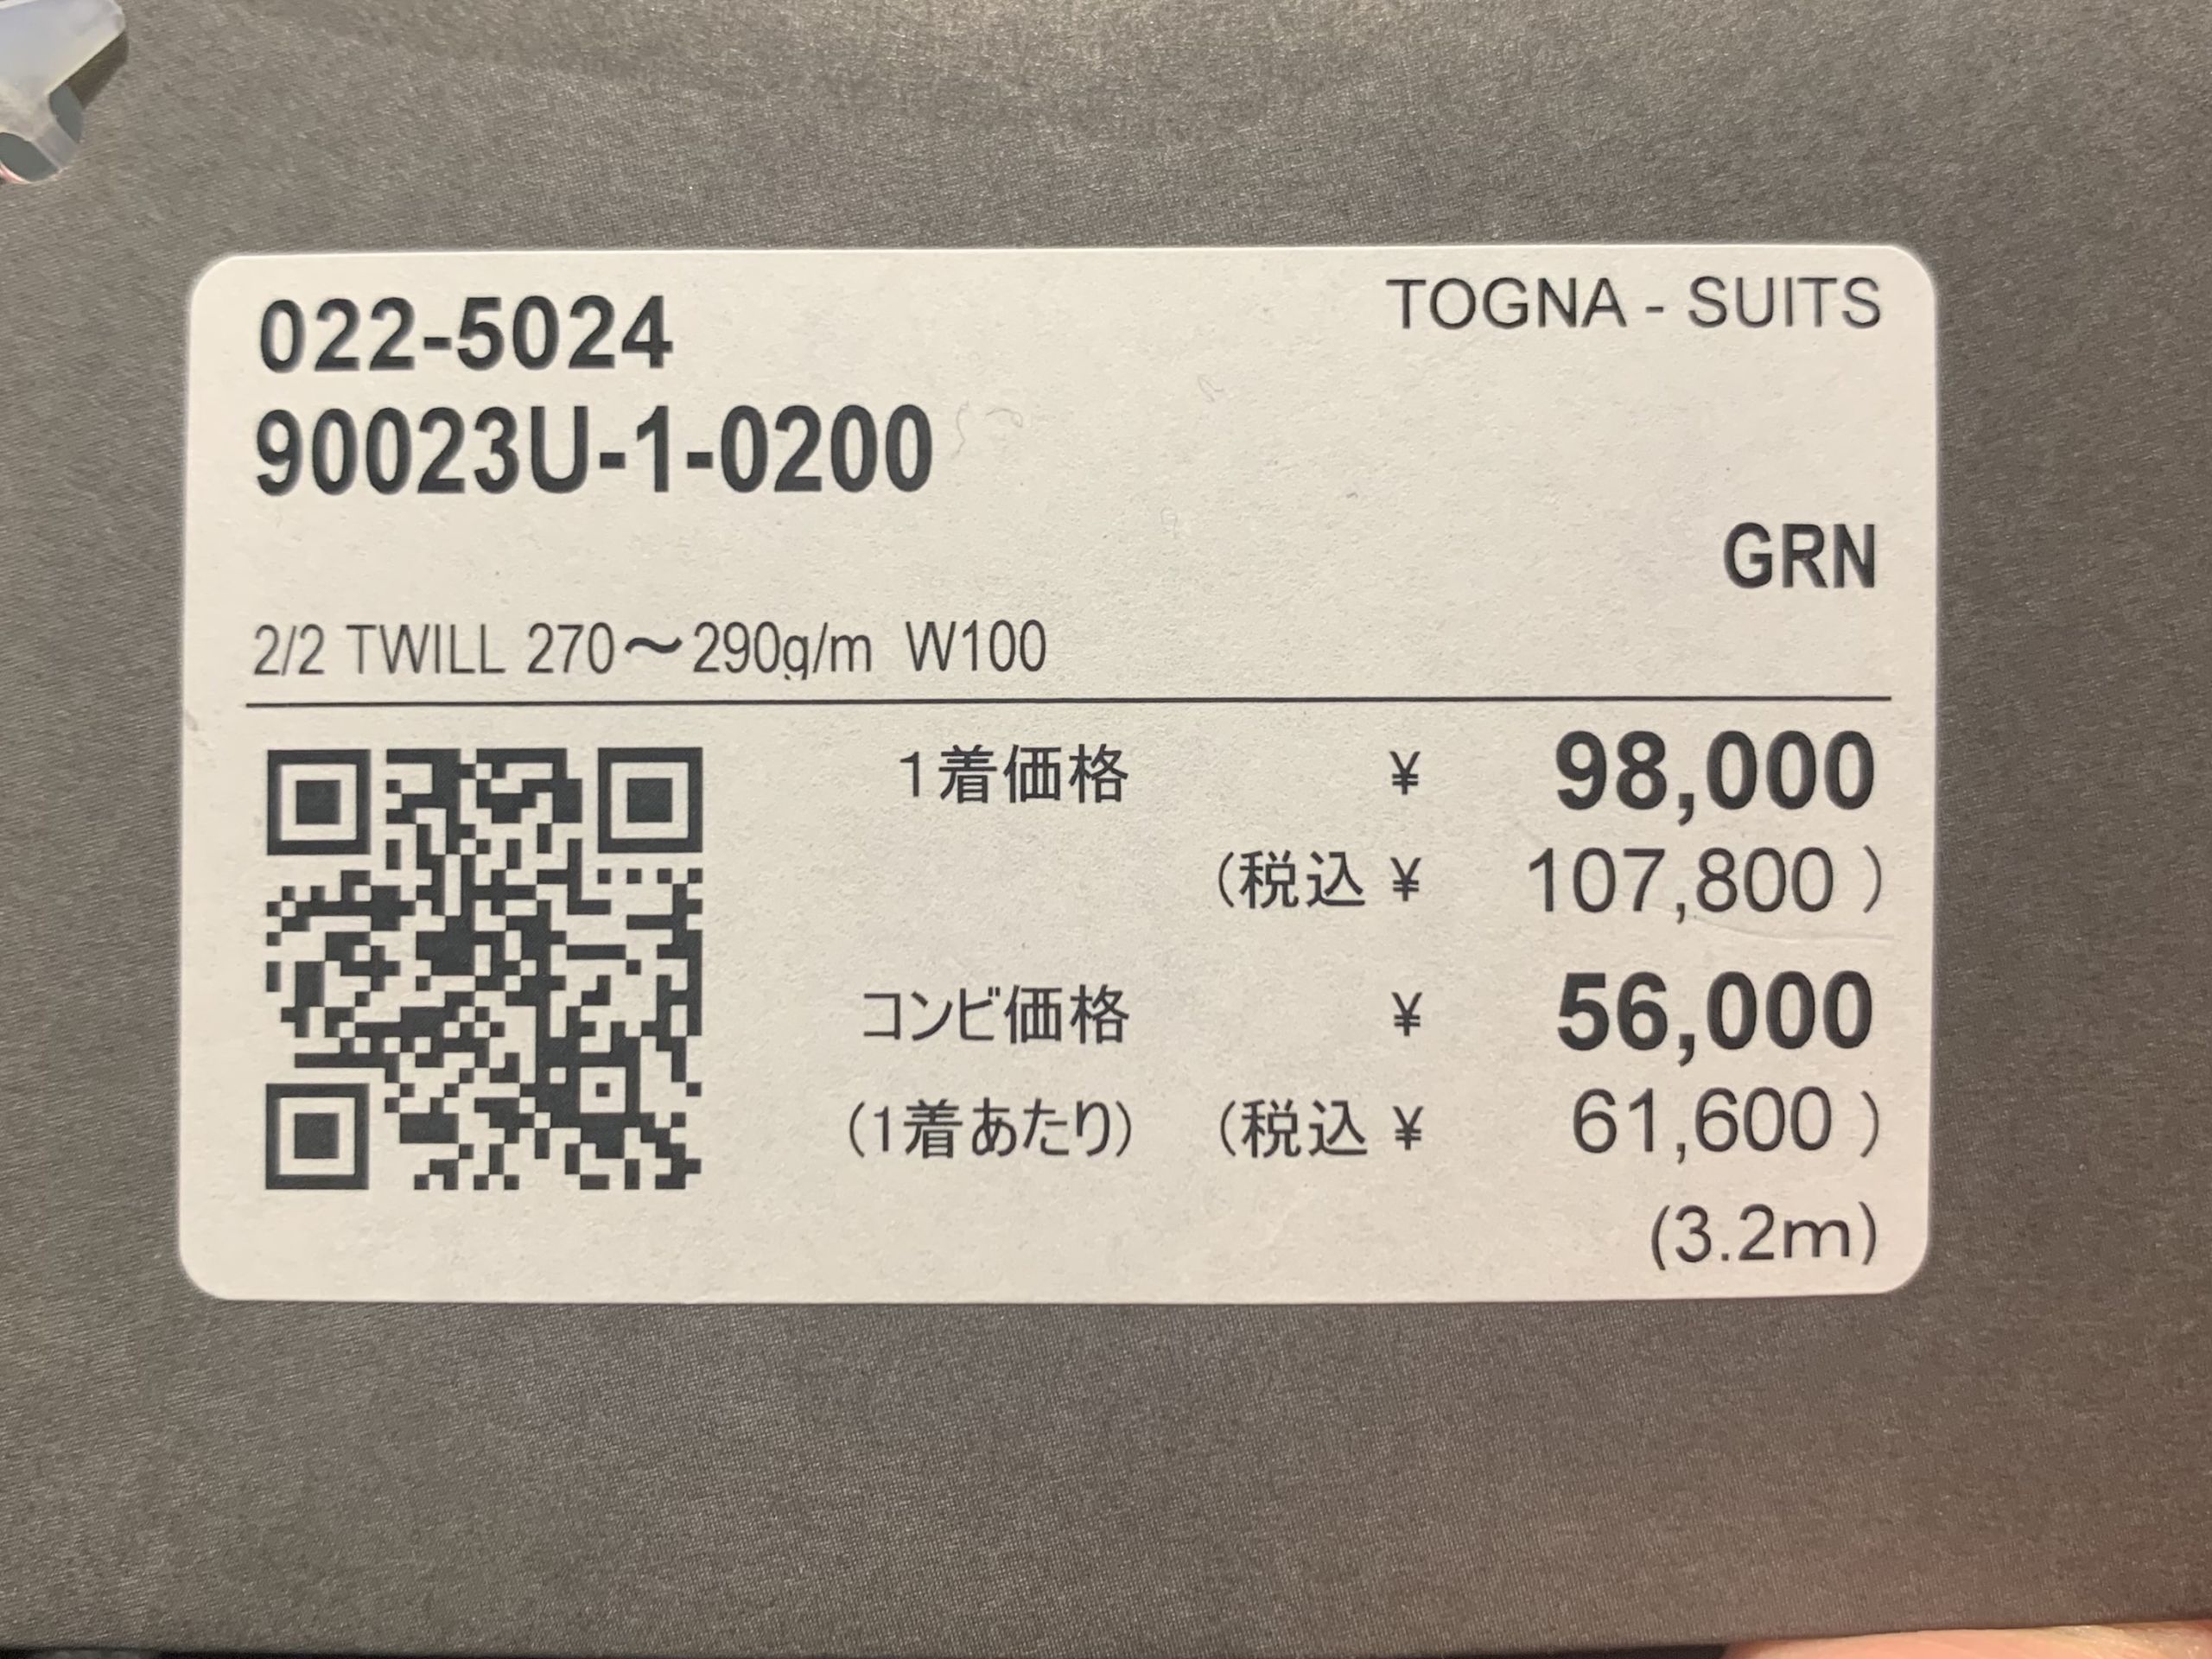 022-5024
TOGNA - SUITS
90023U-1-0200
GRN
2/2 TWILL 270～290g/m W100
1着価格 ¥ 98,000
(税込 ¥ 107,800 )
コンビ価格 ¥ 56,000
(1着あたり) (税込 ¥ 61,600 )
(3.2m)